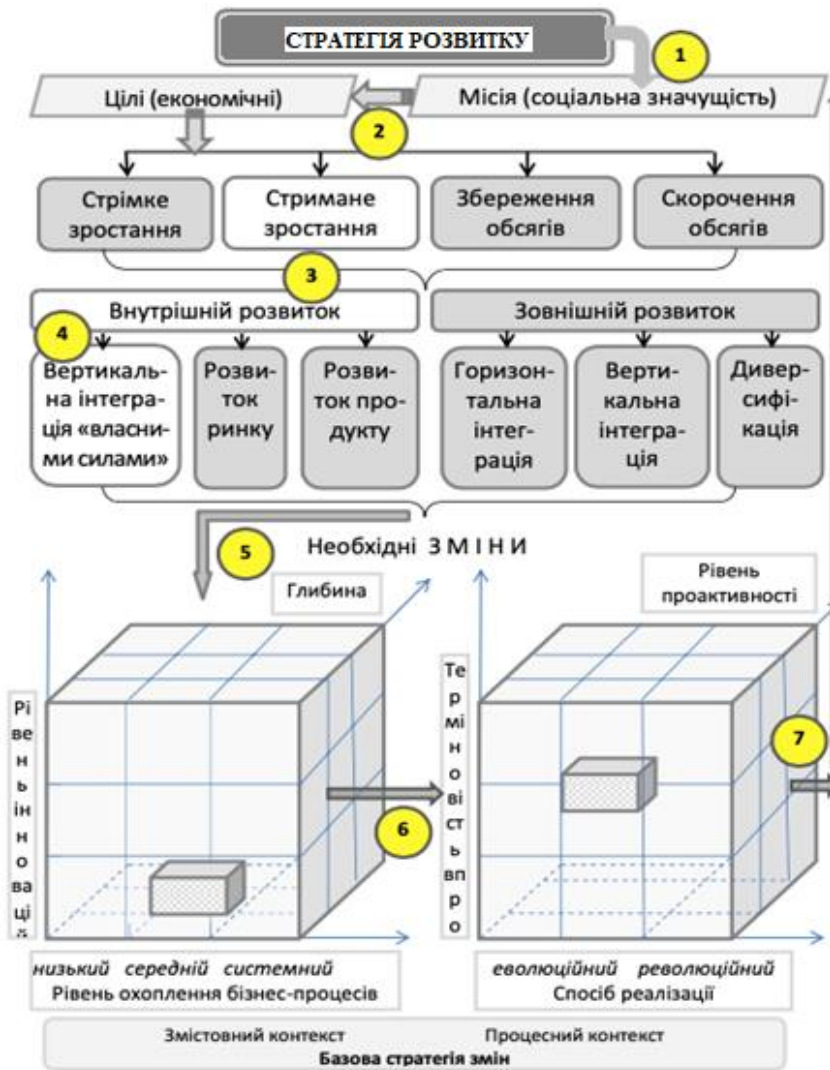 СТРАТЕГІЯ РОЗВИТКУ
1
Цілі (економічні)
Місія (соціальна значущість)
2
Стрімке
зростання
Стримане
зростання
Збереження
обсягів
Скорочення
обсягів
3
Внутрішній розвиток
Зовнішній розвиток
4
Вертикаль-
на інтегра-
ція «власни-
ми силами»
Розви-
ток
ринку
Розви-
ток про-
дукту
Горизон-
тальна
інтег-
рація
Верти-
кальна
інтегра-
ція
Дивер-
сифі-
кація
5
Необхідні З М І Н И
Глибина
Рівень
проактивності
Рі
ве
н
ь
ін
н
о
ва
ці
й
Те
р
мі
н
о
ві
ст
ь
в
п
р
о
6
7
низький середній системний
Рівень охоплення бізнес-процесів
еволюційний революційний
Спосіб реалізації
Змістовний контекст
Процесний контекст
Базова стратегія змін